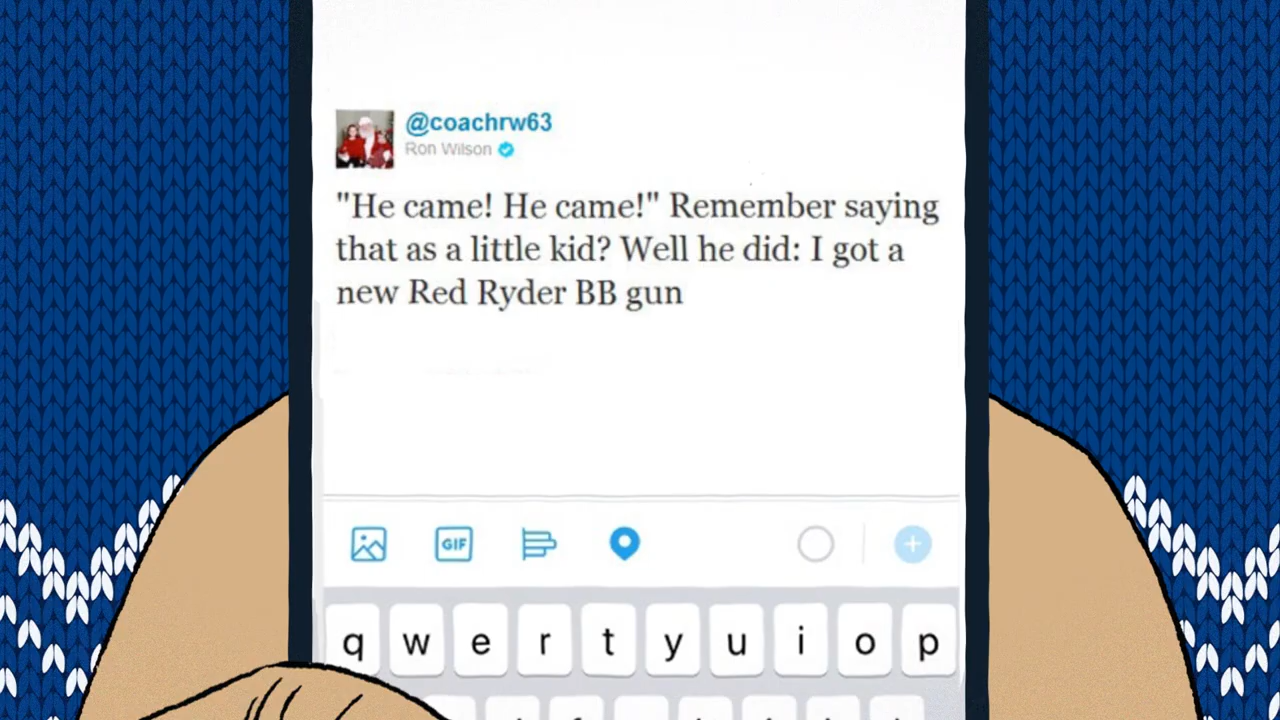 @coachrw63
Ron Wilson
"He came! He came!" Remember saying
that as a little kid? Well he did: I got a
new Red Ryder BB gun
GIF
q w e r t y u i o p